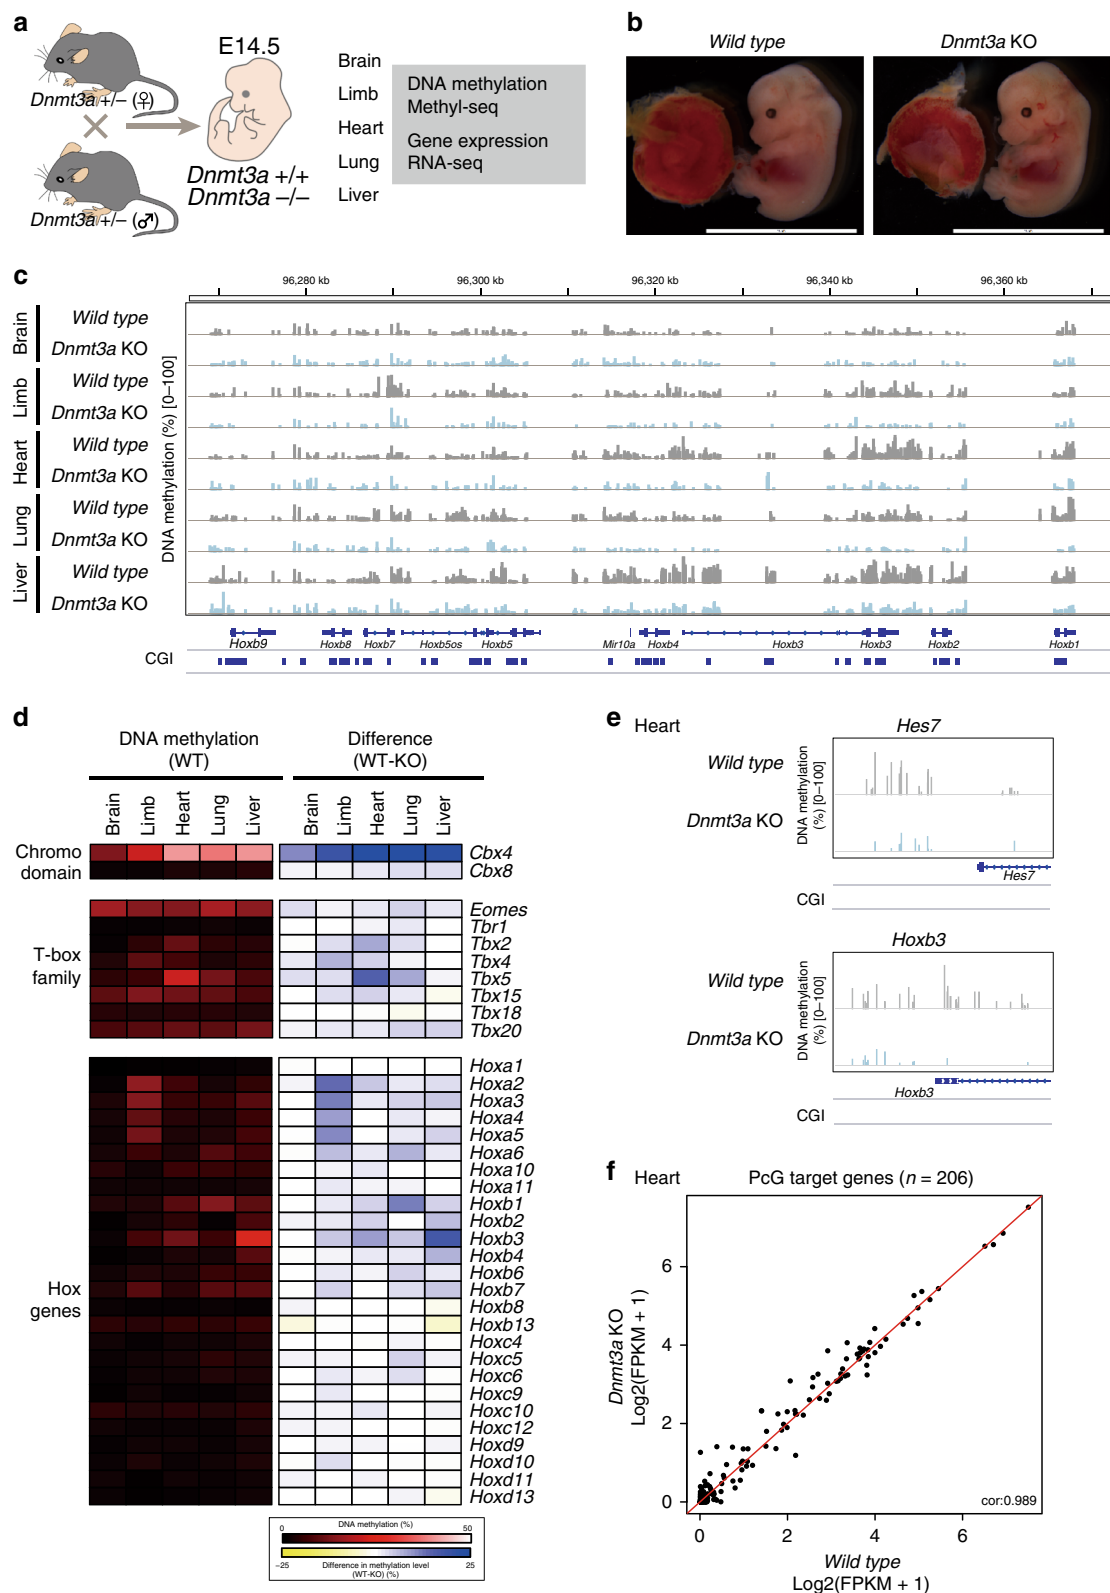 a
Dnmt3a +/− (♀)
Dnmt3a +/− (♂)
E14.5
Dnmt3a +/+
Dnmt3a −/−
Brain
Limb
Heart
Lung
Liver
DNA methylation
Methyl-seq
Gene expression
RNA-seq
b
Wild type
Dnmt3a KO
c
96,280 kb
96,300 kb
96,320 kb
96,340 kb
96,360 kb
DNA methylation (%) [0–100]
Brain
Wild type
Dnmt3a KO
Limb
Wild type
Dnmt3a KO
Heart
Wild type
Dnmt3a KO
Lung
Wild type
Dnmt3a KO
Liver
Wild type
Dnmt3a KO
Hoxb9
Hoxb8
Hoxb7
Hoxb5os
Hoxb5
Mir10a
Hoxb4
Hoxb3
Hoxb3
Hoxb2
Hoxb1
CGI
d
DNA methylation
(WT)
Difference
(WT-KO)
Brain
Limb
Heart
Lung
Liver
Brain
Limb
Heart
Lung
Liver
Chromo
domain
Cbx4
Cbx8
T-box
family
Eomes
Tbr1
Tbx2
Tbx4
Tbx5
Tbx15
Tbx18
Tbx20
Hox
genes
Hoxa1
Hoxa2
Hoxa3
Hoxa4
Hoxa5
Hoxa6
Hoxa10
Hoxa11
Hoxb1
Hoxb2
Hoxb3
Hoxb4
Hoxb6
Hoxb7
Hoxb8
Hoxb13
Hoxc4
Hoxc5
Hoxc6
Hoxc9
Hoxc10
Hoxc12
Hoxd9
Hoxd10
Hoxd11
Hoxd13
DNA methylation (%)
0
50
−25
25
Difference in methylation level
(WT-KO) (%)
e
Heart
Hes7
Wild type
Dnmt3a KO
DNA methylation
(%) [0–100]
Hes7
CGI
Hoxb3
Wild type
Dnmt3a KO
DNA methylation
(%) [0–100]
Hoxb3
CGI
f
Heart
PcG target genes (n = 206)
Dnmt3a KO
Log2(FPKM + 1)
6
4
2
0
cor:0.989
0
2
4
6
Wild type
Log2(FPKM + 1)